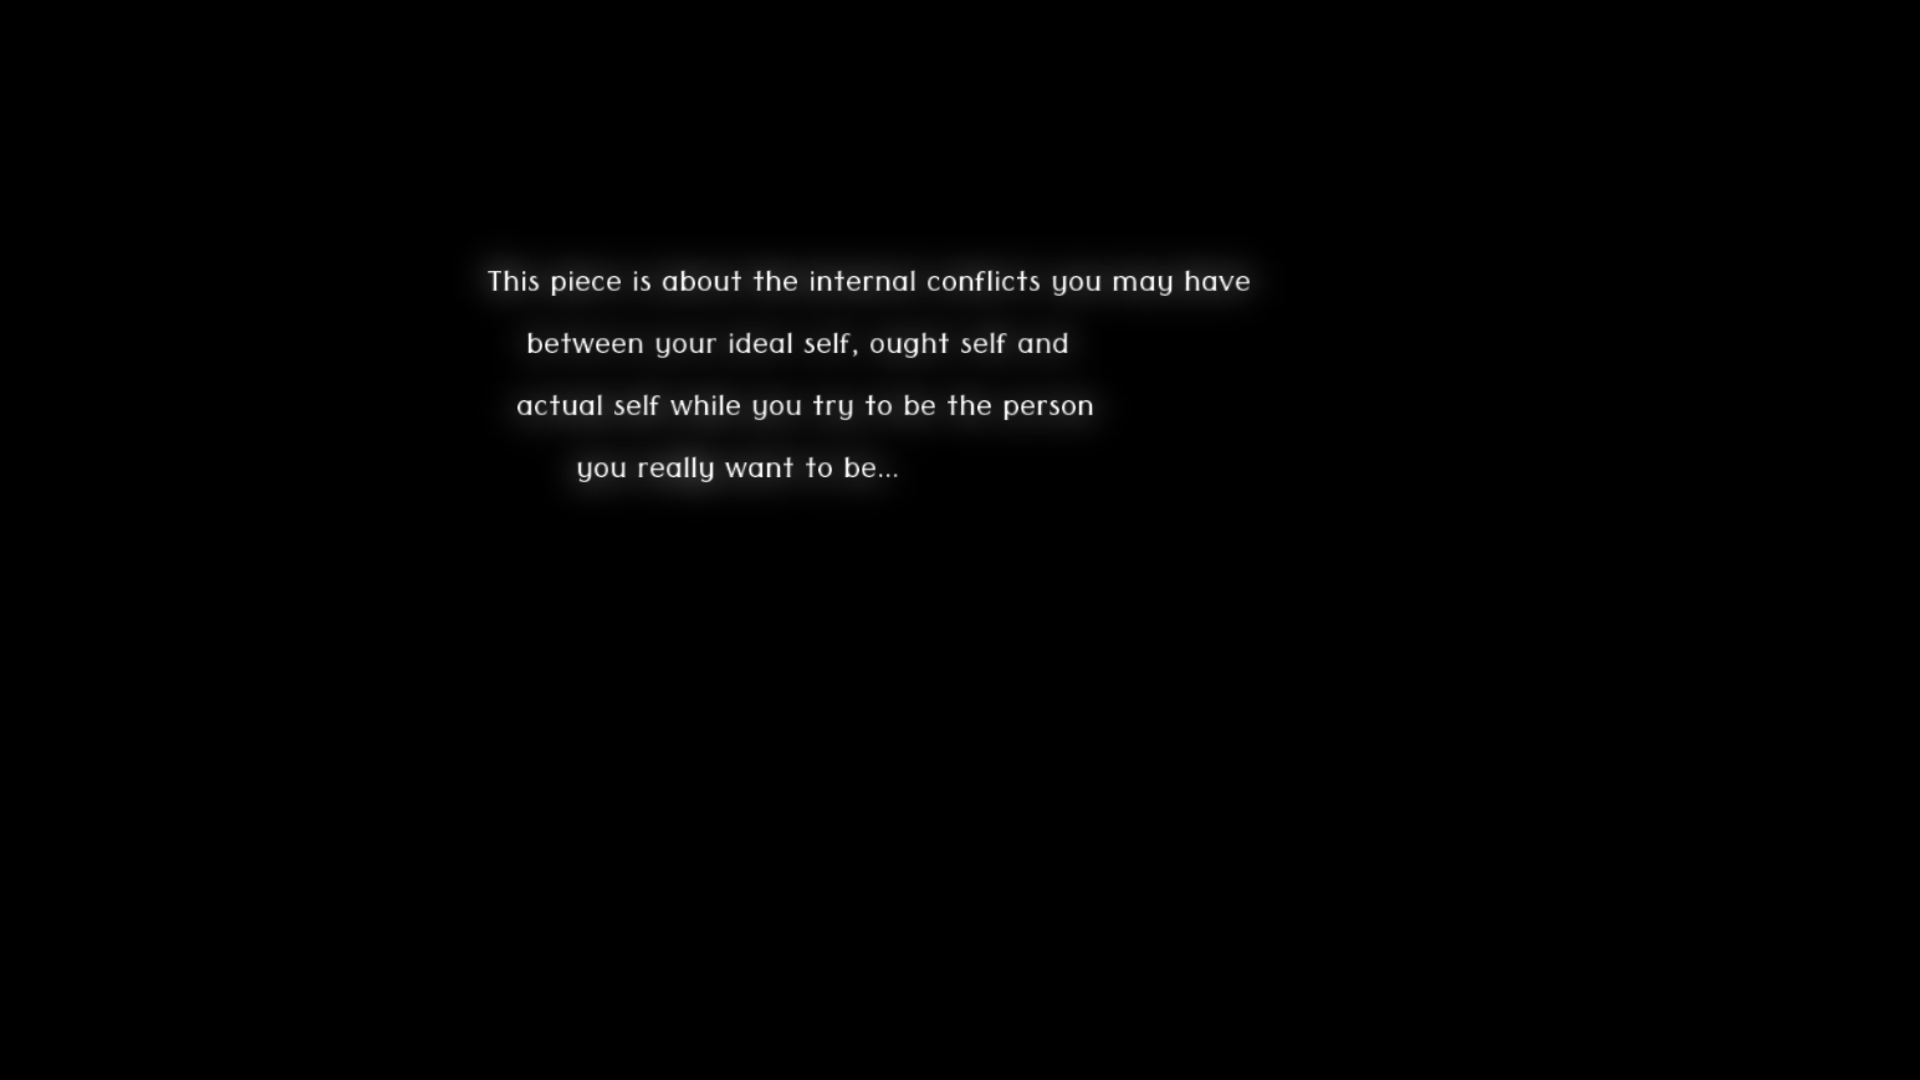 This piece is about the internal conflicts you may have
between your ideal self, ought self and
actual self while you try to be the person
you really want to be...